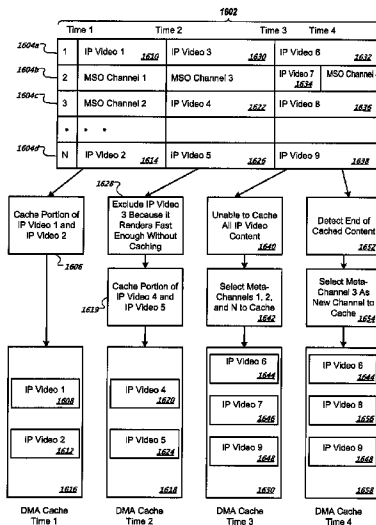 1602
Time 1 Time 2 Time 3 Time 4
1604a 1 IP Video 1 1610 IP Video 3 1630 IP Video 6 1632
1604b 2 MSO Channel 1 MSO Channel 3 IP Video 7 1634 MSO Channel 4
1604c 3 MSO Channel 2 IP Video 4 1622 IP Video 8 1636
• • •
1604d N IP Video 2 1614 IP Video 5 1626 IP Video 9 1638
1628
Cache Portion of
IP Video 1 and
IP Video 2
1606
Exclude IP Video
3 Because it
Renders Fast
Enough Without
Caching
Unable to Cache
All IP Video
Content
1640
Detect End of
Cached Content
1652
1619
Cache Portion
of IP Video 4 and
IP Video 5
Select Meta-
Channels 1, 2,
and N to Cache
1642
Select Meta-
Channel 3 As
New Channel to
Cache 1654
IP Video 1
1608
IP Video 2
1612
1616
IP Video 4
1620
IP Video 5
1624
1618
IP Video 6
1644
IP Video 7
1646
IP Video 9
1648
1650
IP Video 6
1644
IP Video 8
1656
IP Video 9
1648
1658
DMA Cache
Time 1
DMA Cache
Time 2
DMA Cache
Time 3
DMA Cache
Time 4